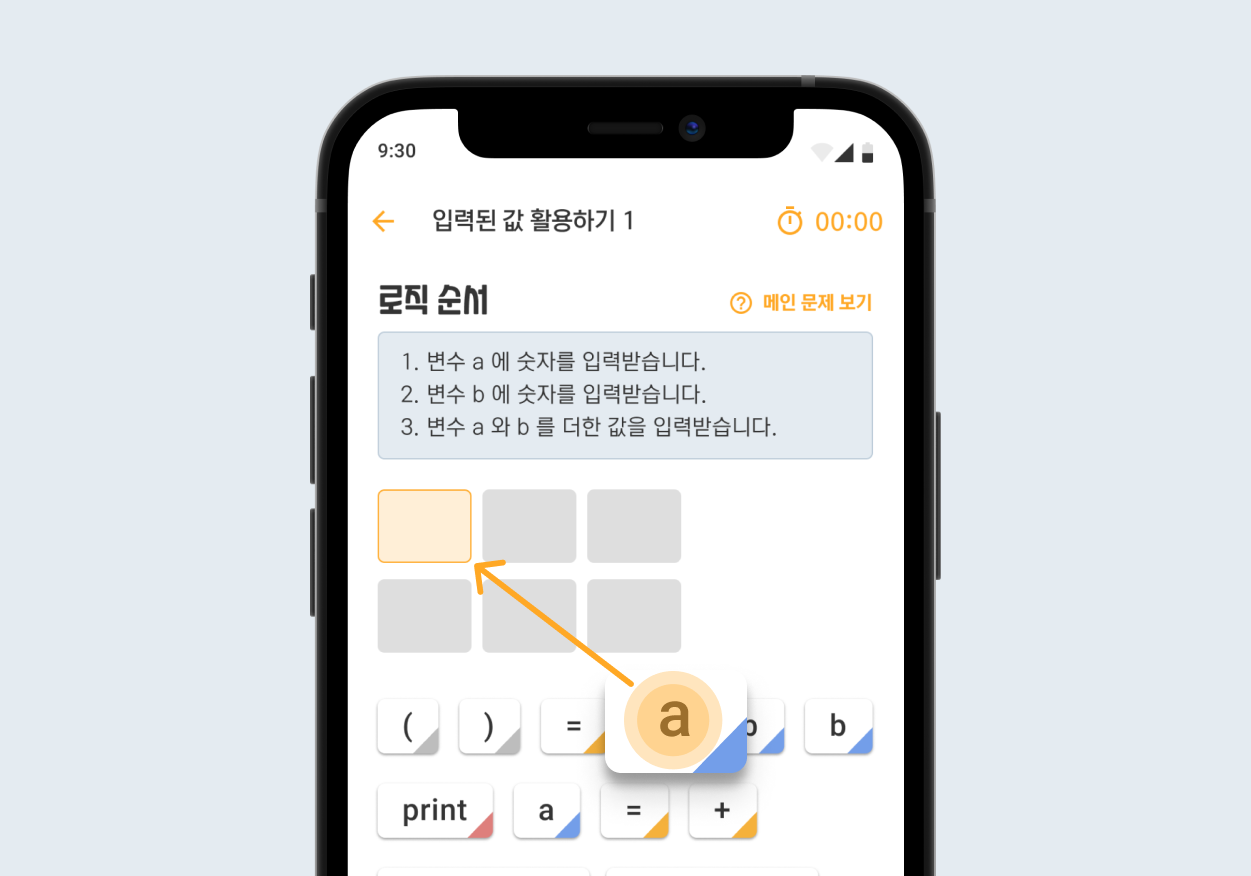 9:30
입력된 값 활용하기 1
00:00
로직 순서
메인 문제 보기
1. 변수 a 에 숫자를 입력받습니다.
2. 변수 b 에 숫자를 입력받습니다.
3. 변수 a 와 b 를 더한 값을 입력받습니다.
( ) = a b b
print a = +